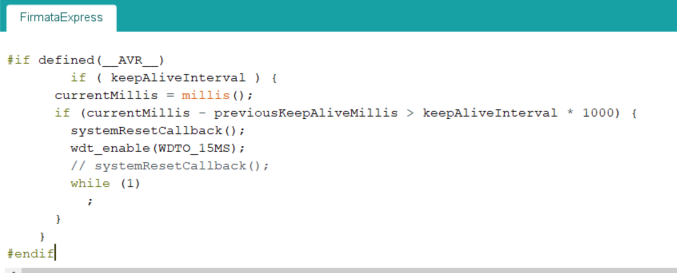 FirmataExpress
#if defined(__AVR__)
if ( keepAliveInterval ) {
currentMillis = millis();
if (currentMillis - previousKeepAliveMillis > keepAliveInterval * 1000) {
systemResetCallback();
wdt_enable(WDTO_15MS);
// systemResetCallback();
while (1)
;
}
}
#endif